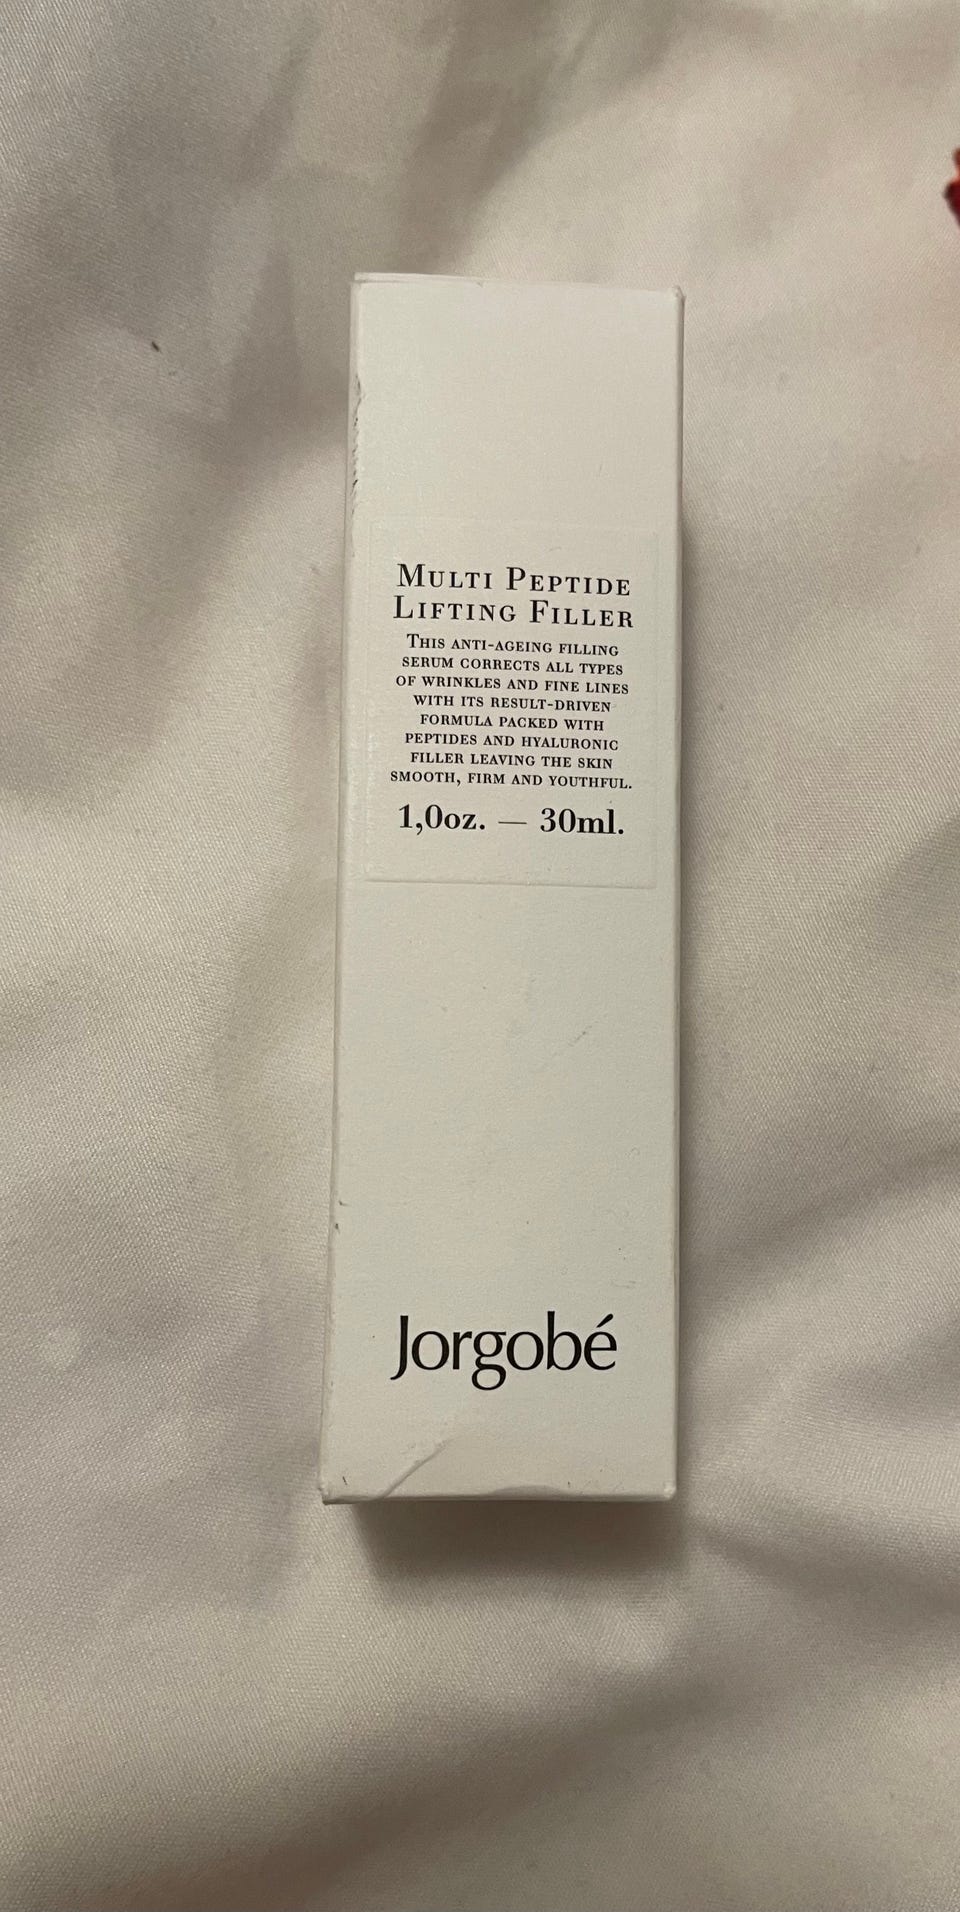 Multi Peptide
Lifting Filler
This anti-ageing filling
serum corrects all types
of wrinkles and fine lines
with its result-driven
formula packed with
peptides and hyaluronic
filler leaving the skin
smooth, firm and youthful.
1,0oz. — 30ml.
Jorgobé